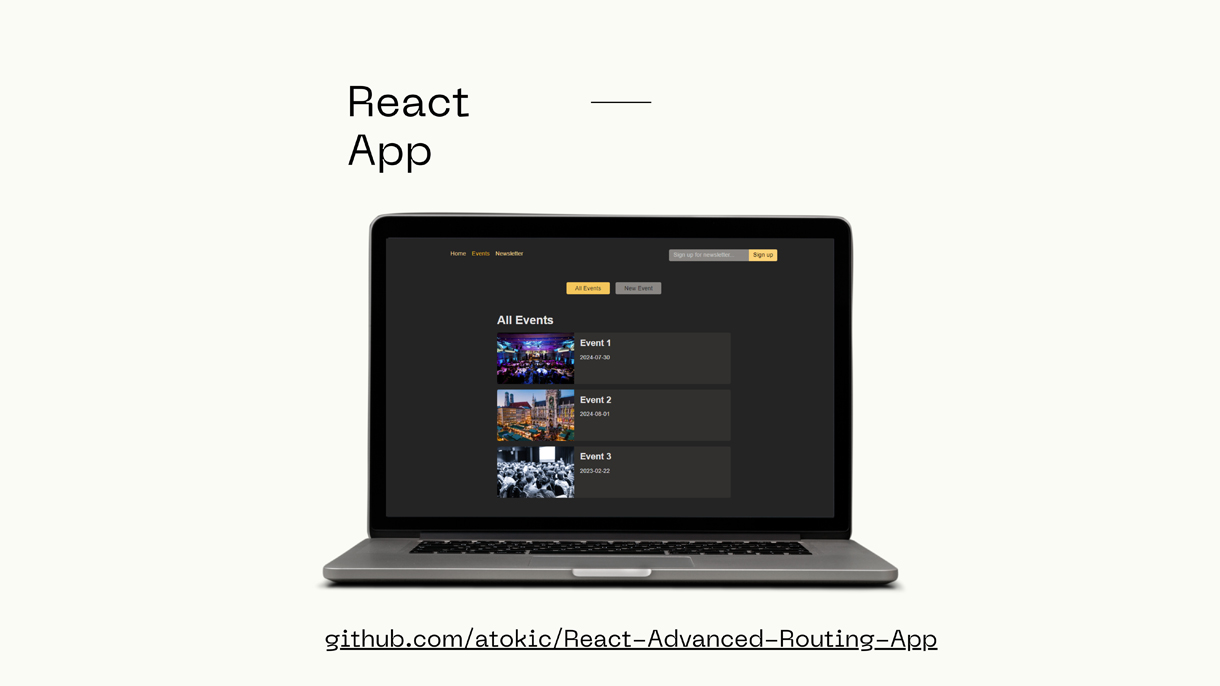 React
App
Home Events Newsletter
Sign up for newsletter... Sign up
All Events New Event
All Events
Event 1
2024-07-30
Event 2
2024-08-01
Event 3
2023-02-22
github.com/atokic/React-Advanced-Routing-App